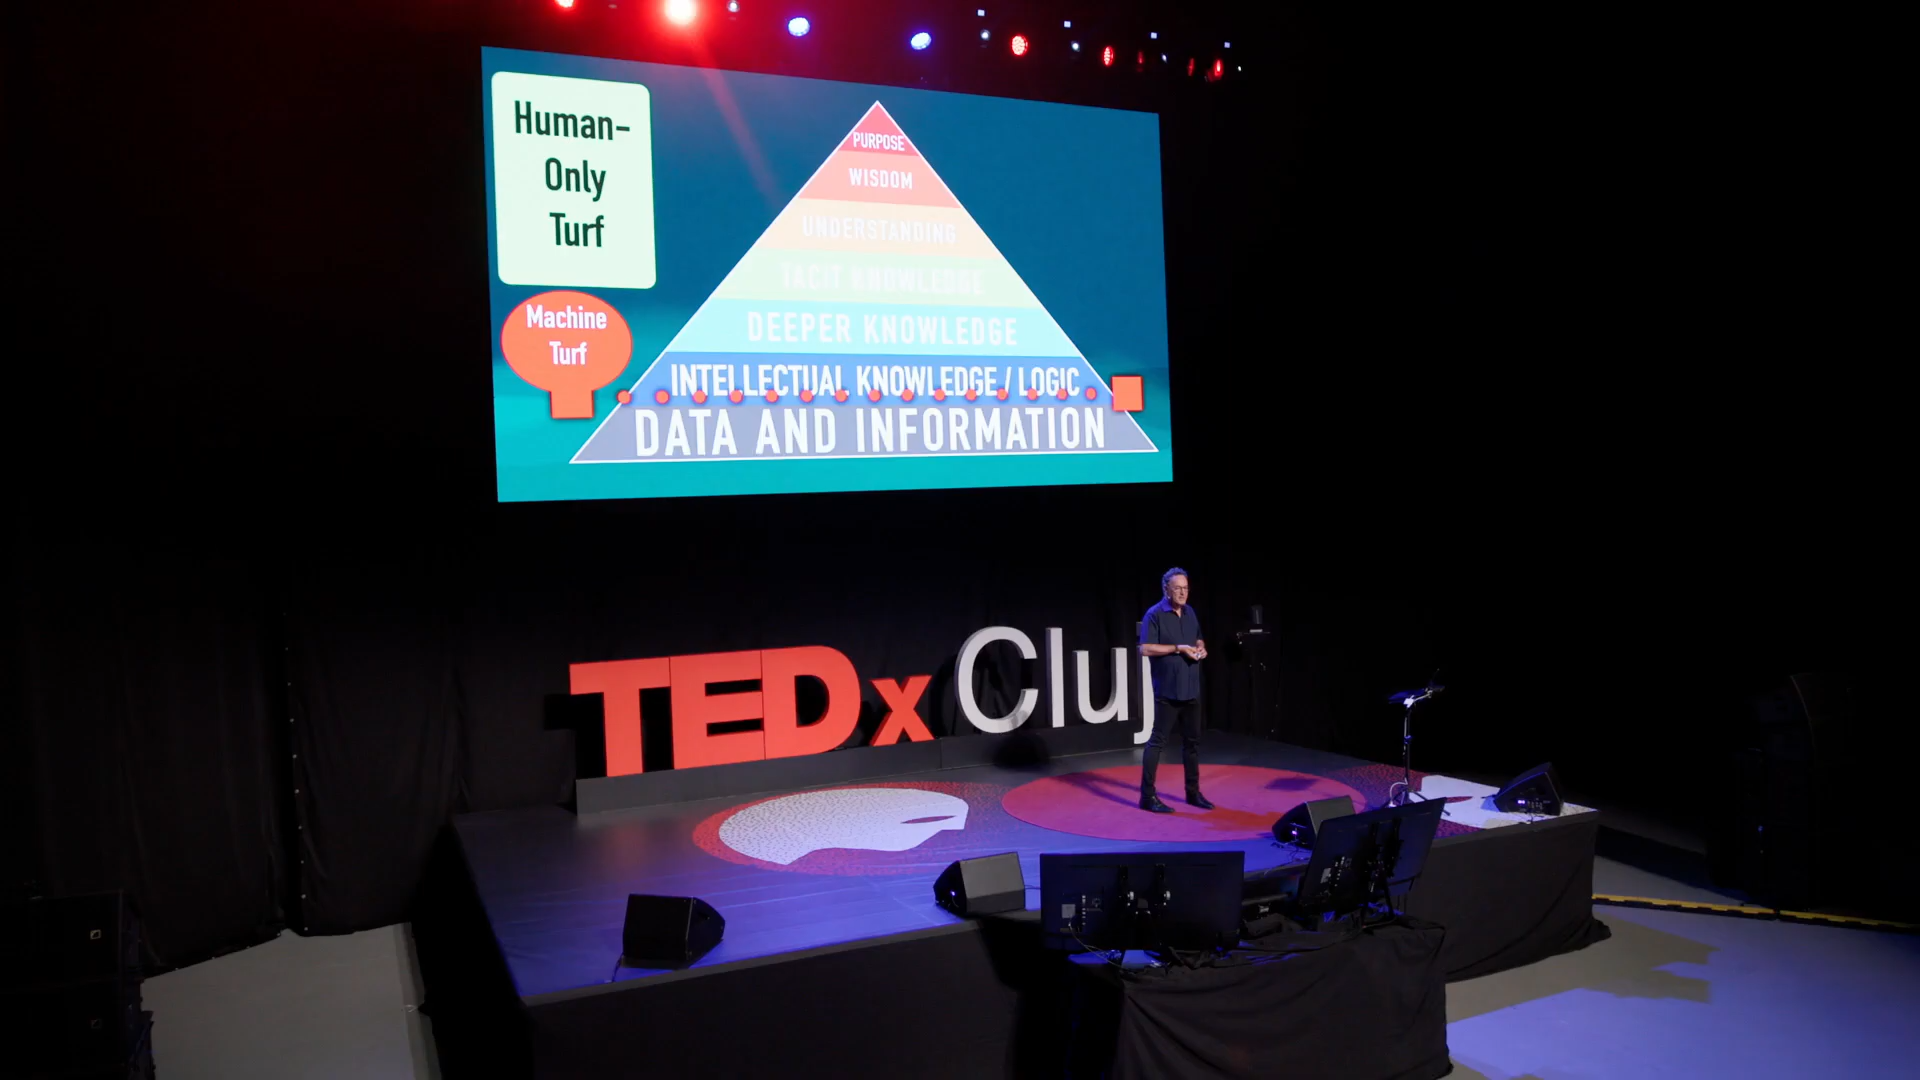 Human-
Only
Turf
Machine
Turf
PURPOSE
WISDOM
UNDERSTANDING
TACIT KNOWLEDGE
DEEPER KNOWLEDGE
INTELLECTUAL KNOWLEDGE / LOGIC
DATA AND INFORMATION
TEDx Cluj